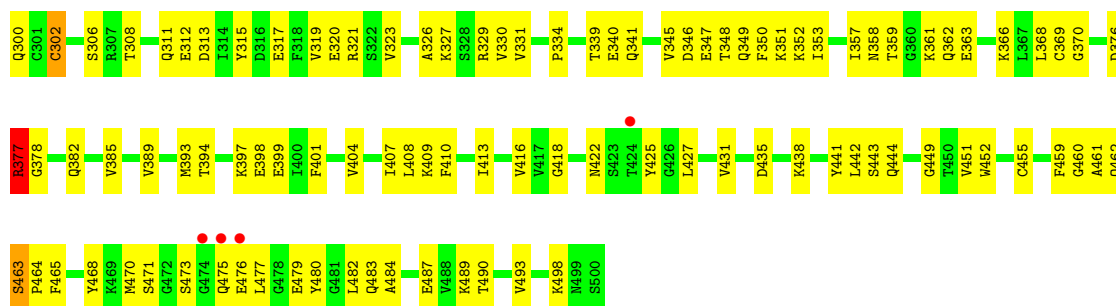 Q300 C301 C302 S306 R307 T308 Q311 E312 D313 I314 Y315 D316 E317 F318 V319 E320 R321 S322 V323 A326 K327 S328 R329 V330 V331 P334 T339 E340 Q341 V345 D346 E347 T348 Q349 F350 K351 K352 I353 I357 N358 T359 G360 K361 Q362 E363 K366 L367 L368 C369 G370 D376
R377 G378 Q382 V385 V389 M393 T394 K397 E398 E399 I400 F401 V404 I407 L408 K409 F410 I413 V416 V417 G418 N422 S423 T424 Y425 G426 L427 V431 D435 K438 Y441 L442 S443 Q444 G449 T450 V451 W452 C455 F459 G460 A461 Q462
S463 P464 F465 Y468 K469 M470 S471 G472 S473 G474 Q475 E476 L477 G478 E479 Y480 G481 L482 Q483 A484 E487 V488 K489 T490 V493 K498 N499 S500